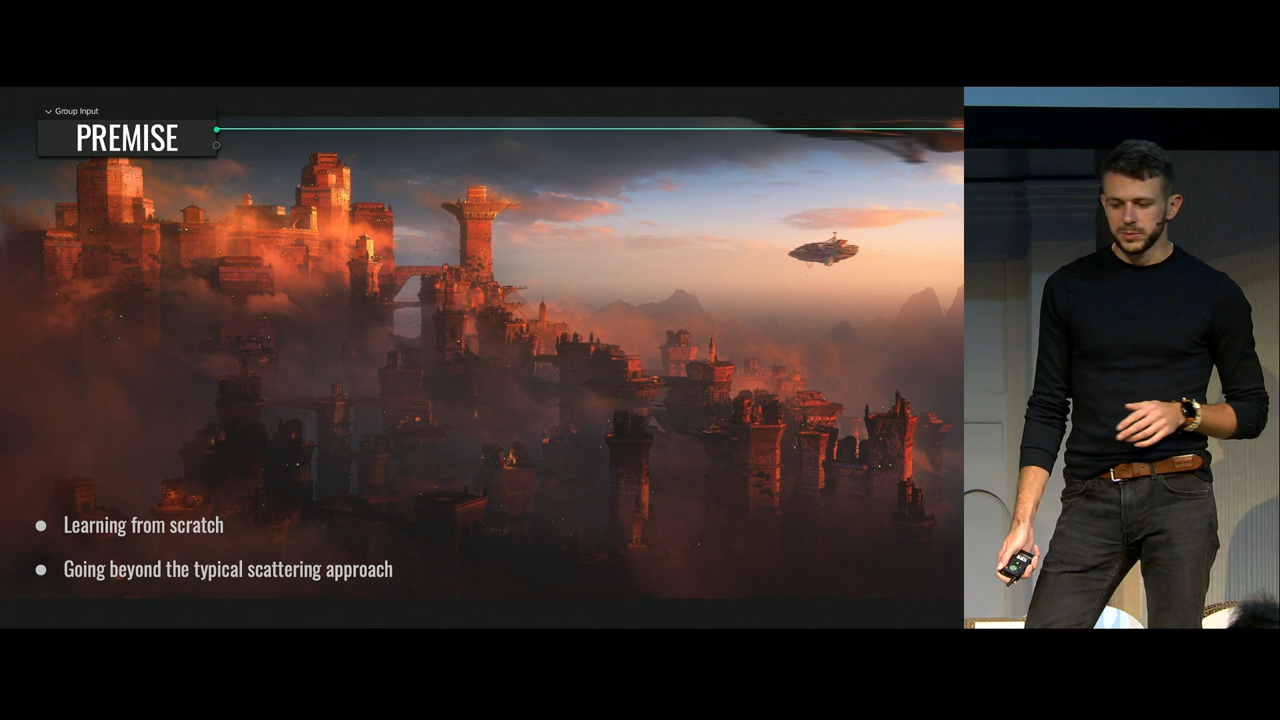 Group Input
PREMISE
Learning from scratch
Going beyond the typical scattering approach